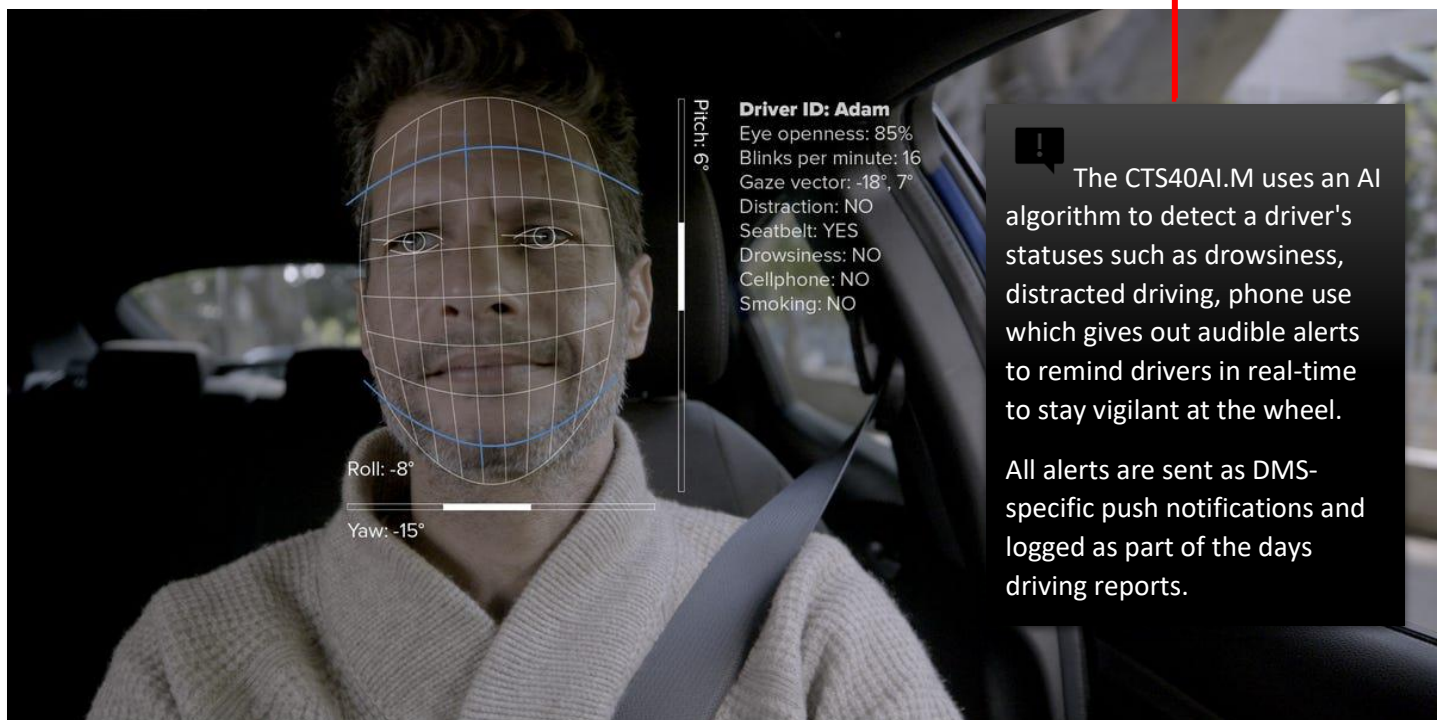 Pitch: 6°
Driver ID: Adam
Eye openness: 85%
Blinks per minute: 16
Gaze vector: -18°, 7°
Distraction: NO
Seatbelt: YES
Drowsiness: NO
Cellphone: NO
Smoking: NO
Roll: -8°
Yaw: -15°
!
The CTS40AI.M uses an AI
algorithm to detect a driver's
statuses such as drowsiness,
distracted driving, phone use
which gives out audible alerts
to remind drivers in real-time
to stay vigilant at the wheel.
All alerts are sent as DMS-
specific push notifications and
logged as part of the days
driving reports.